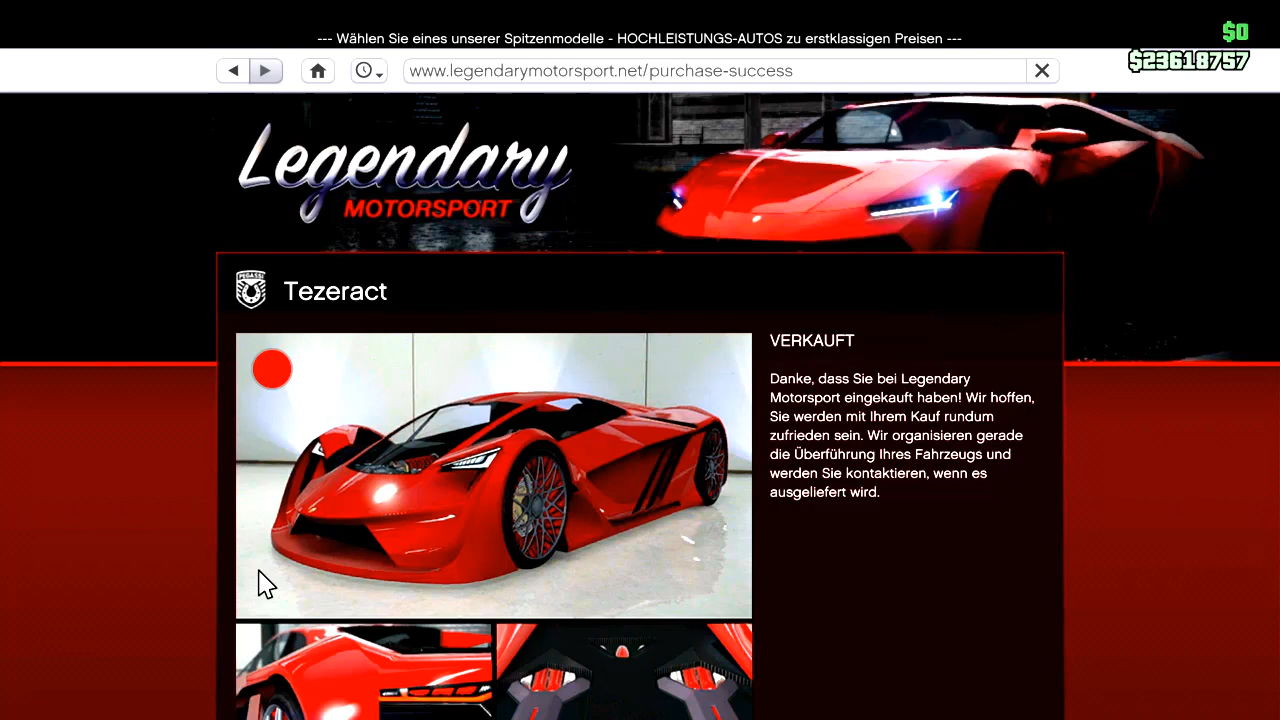 --- Wählen Sie eines unserer Spitzenmodelle - HOCHLEISTUNGS-AUTOS zu erstklassigen Preisen ---
$0
$23618757
www.legendarymotorsport.net/purchase-success
Legendary
MOTORSPORT
PEGASSI
Tezeract
VERKAUFT
Danke, dass Sie bei Legendary
Motorsport eingekauft haben! Wir hoffen,
Sie werden mit Ihrem Kauf rundum
zufrieden sein. Wir organisieren gerade
die Überführung Ihres Fahrzeugs und
werden Sie kontaktieren, wenn es
ausgeliefert wird.